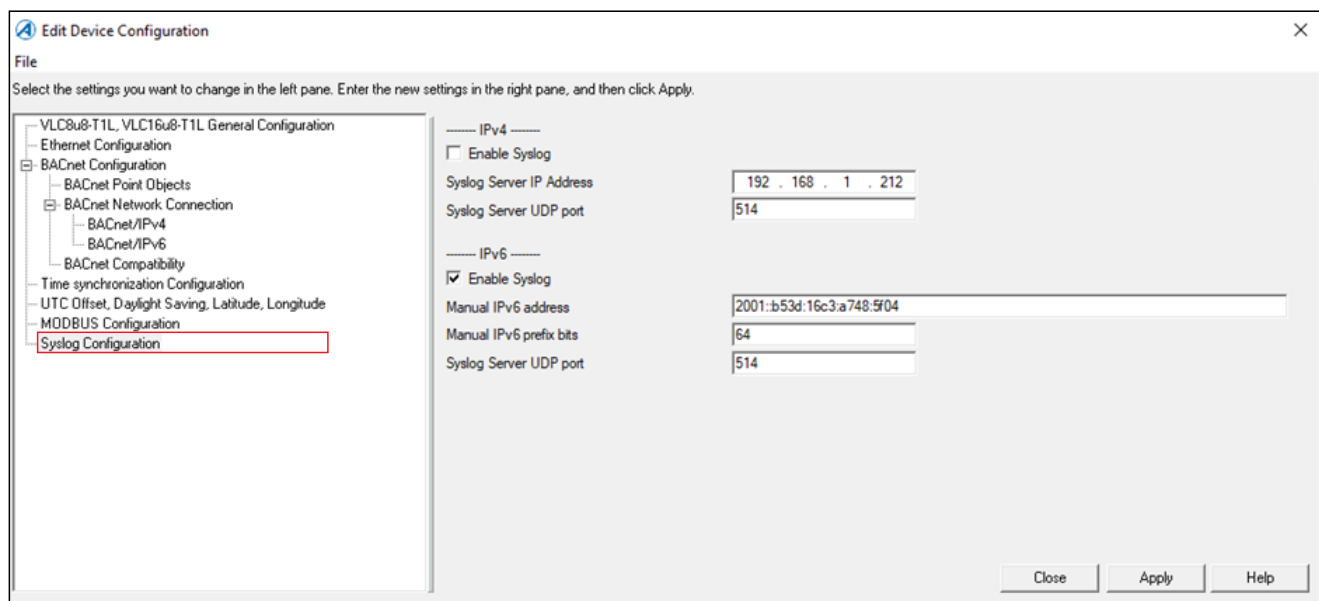 Edit Device Configuration
File
Select the settings you want to change in the left pane. Enter the new settings in the right pane, and then click Apply.
VLC8u8-T1L, VLC16u8-T1L General Configuration
Ethernet Configuration
BACnet Configuration
BACnet Point Objects
BACnet Network Connection
BACnet/IPv4
BACnet/IPv6
BACnet Compatibility
Time synchronization Configuration
UTC Offset, Daylight Saving, Latitude, Longitude
MODBUS Configuration
Syslog Configuration
------- IPv4 -------
Enable Syslog
Syslog Server IP Address 192 . 168 . 1 . 212
Syslog Server UDP port 514
------- IPv6 -------
Enable Syslog
Manual IPv6 address 2001::b53d:16c3:a748:5f04
Manual IPv6 prefix bits 64
Syslog Server UDP port 514
Close Apply Help